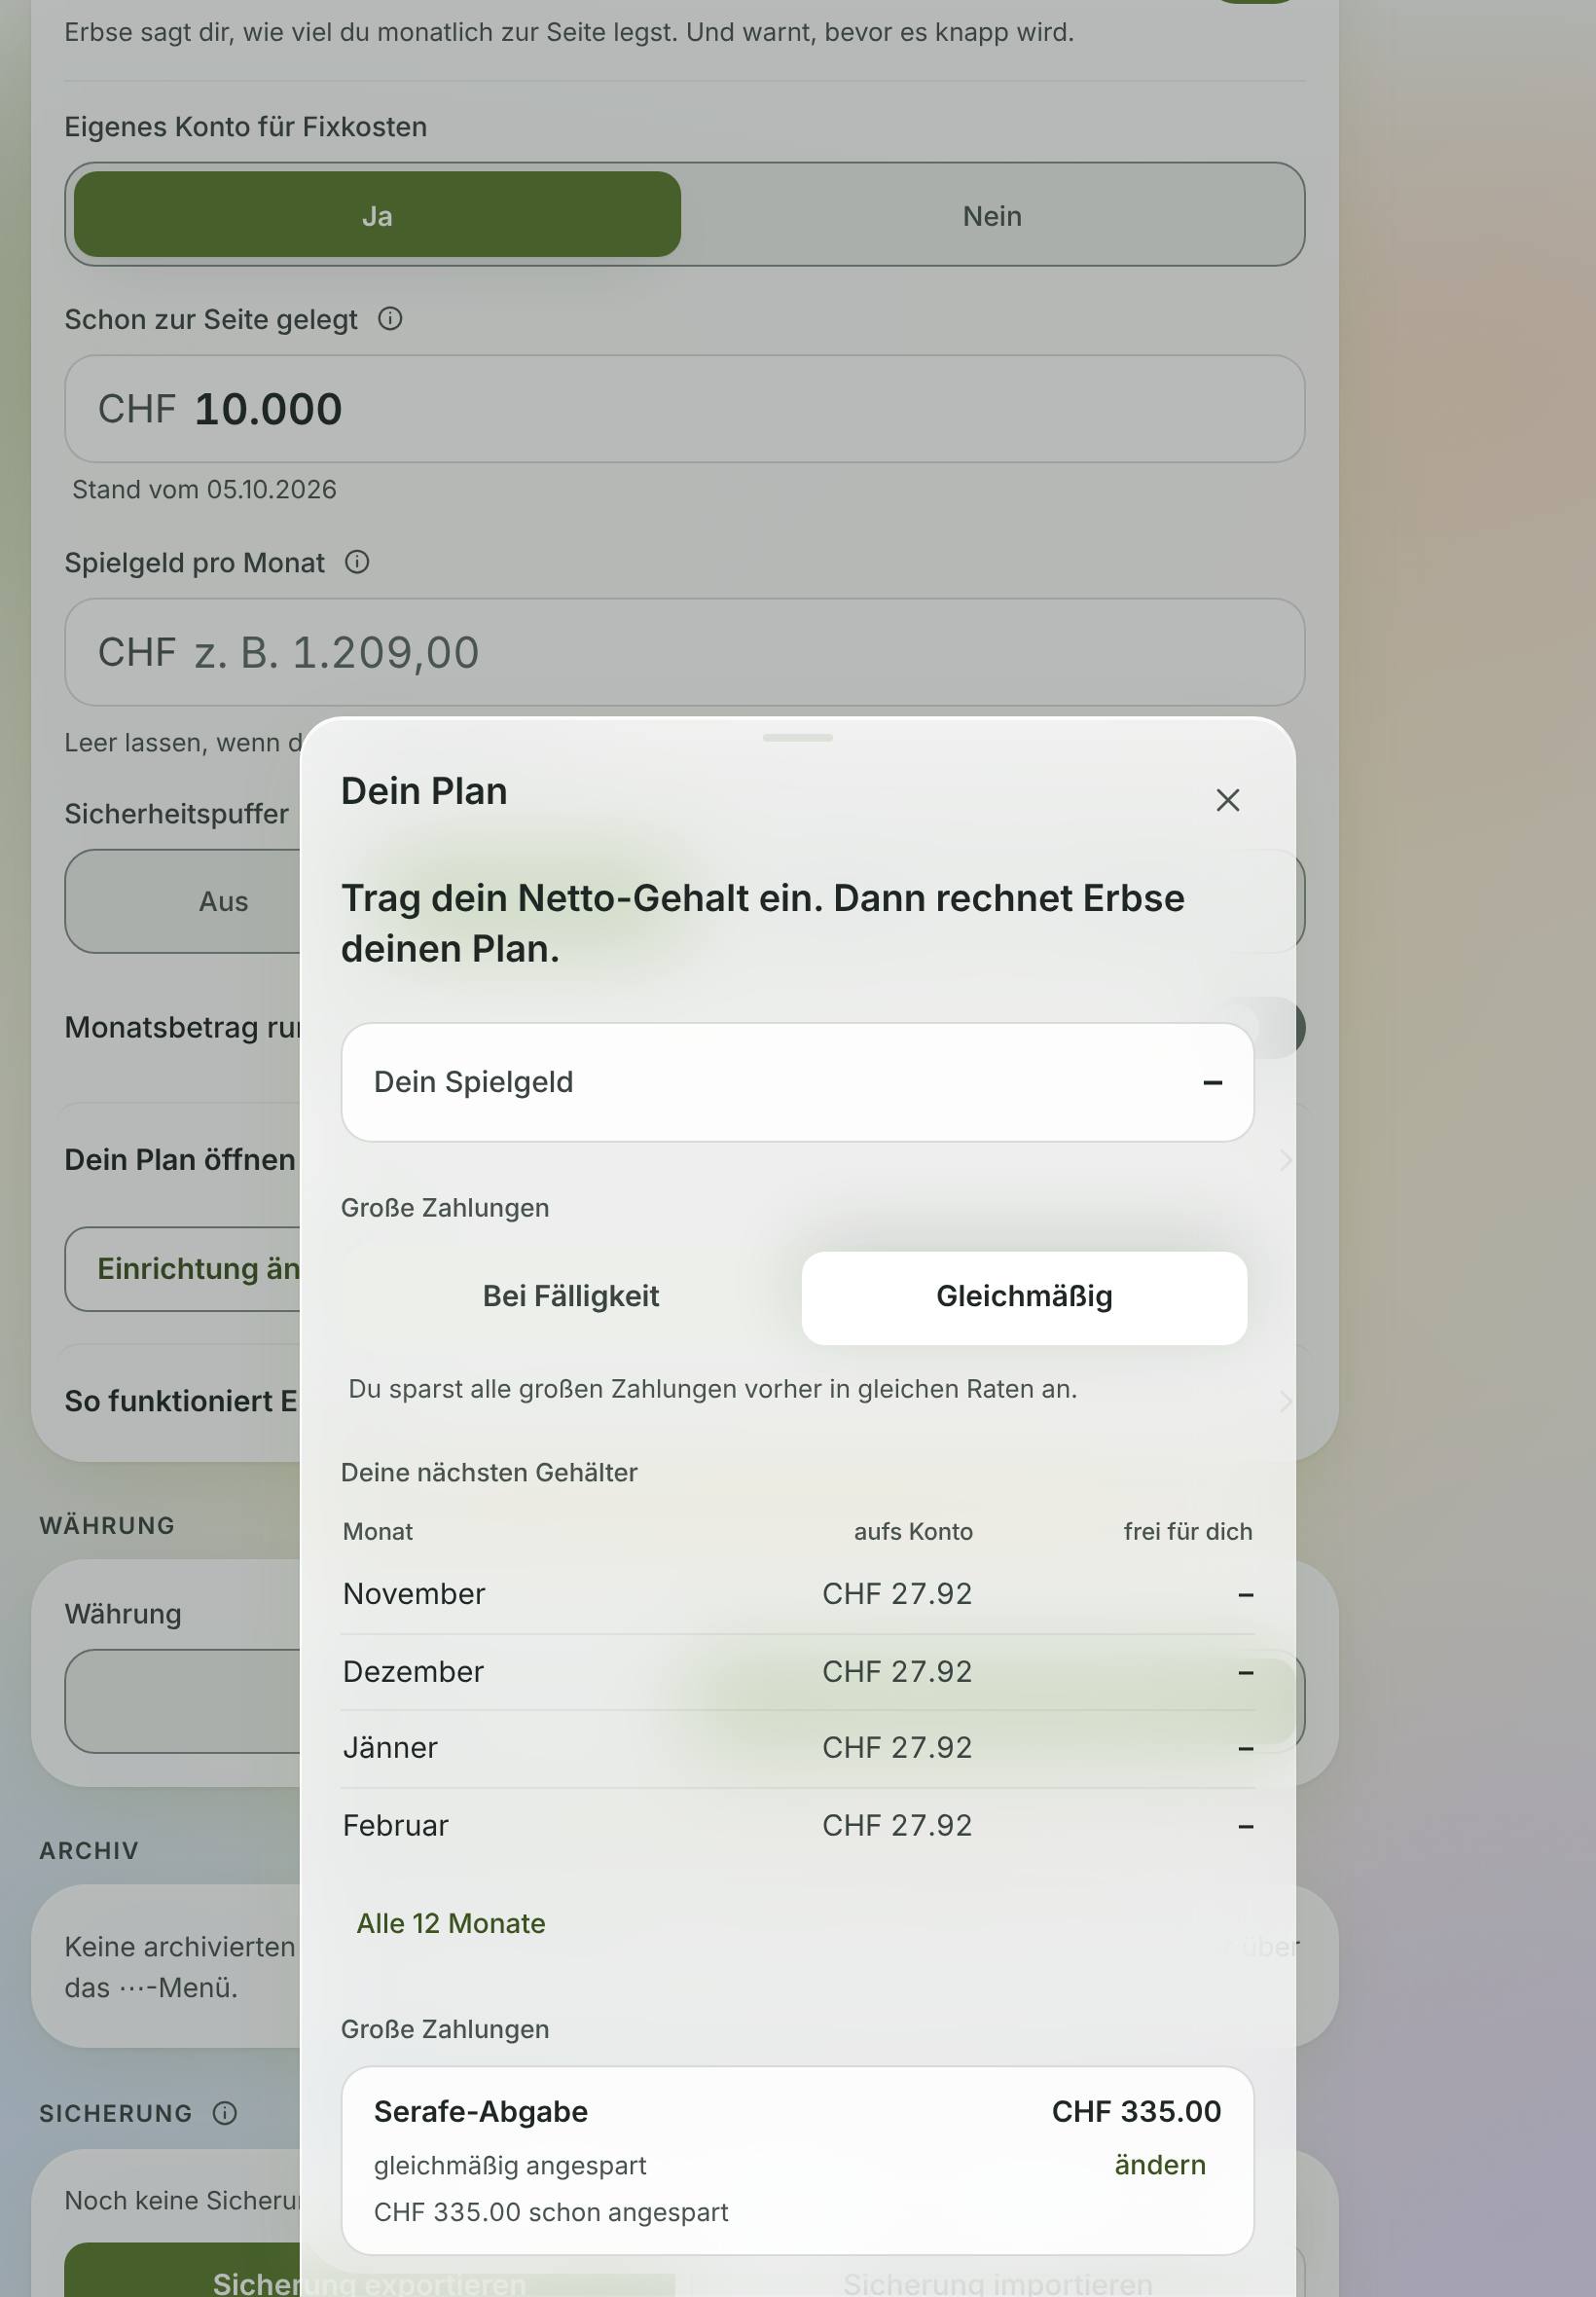 Erbse sagt dir, wie viel du monatlich zur Seite legst. Und warnt, bevor es knapp wird.
Eigenes Konto für Fixkosten
Ja
Nein
Schon zur Seite gelegt
CHF 10.000
Stand vom 05.10.2026
Spielgeld pro Monat
CHF z. B. 1.209,00
Leer lassen, wenn d
Sicherheitspuffer
Aus
Monatsbetrag ru
Dein Plan öffnen
Einrichtung än
So funktioniert E
WÄHRUNG
Währung
ARCHIV
Keine archivierten
über
das ···-Menü.
SICHERUNG
Noch keine Sicheru
Sicherung exportieren
Sicherung importieren
Dein Plan
Trag dein Netto-Gehalt ein. Dann rechnet Erbse
deinen Plan.
Dein Spielgeld –
Große Zahlungen
Bei Fälligkeit
Gleichmäßig
Du sparst alle großen Zahlungen vorher in gleichen Raten an.
Deine nächsten Gehälter
Monat aufs Konto frei für dich
November CHF 27.92 –
Dezember CHF 27.92 –
Jänner CHF 27.92 –
Februar CHF 27.92 –
Alle 12 Monate
Große Zahlungen
Serafe-Abgabe CHF 335.00
gleichmäßig angespart ändern
CHF 335.00 schon angespart